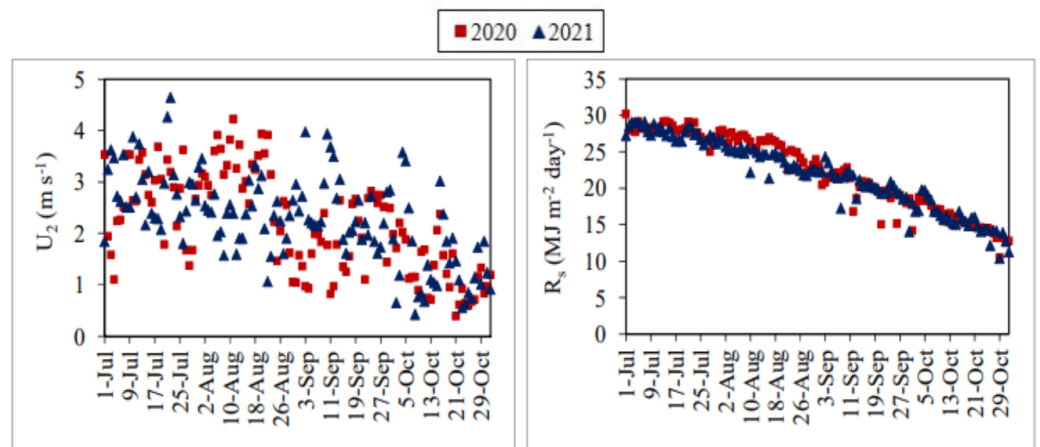 2020 2021
5
4
3
2
1
0
U2 (m s-1)
1-Jul
9-Jul
17-Jul
25-Jul
2-Aug
10-Aug
18-Aug
26-Aug
3-Sep
11-Sep
19-Sep
27-Sep
5-Oct
13-Oct
21-Oct
29-Oct
35
30
25
20
15
10
5
0
Rs (MJ m-2 day-1)
1-Jul
9-Jul
17-Jul
25-Jul
2-Aug
10-Aug
18-Aug
26-Aug
3-Sep
11-Sep
19-Sep
27-Sep
5-Oct
13-Oct
21-Oct
29-Oct